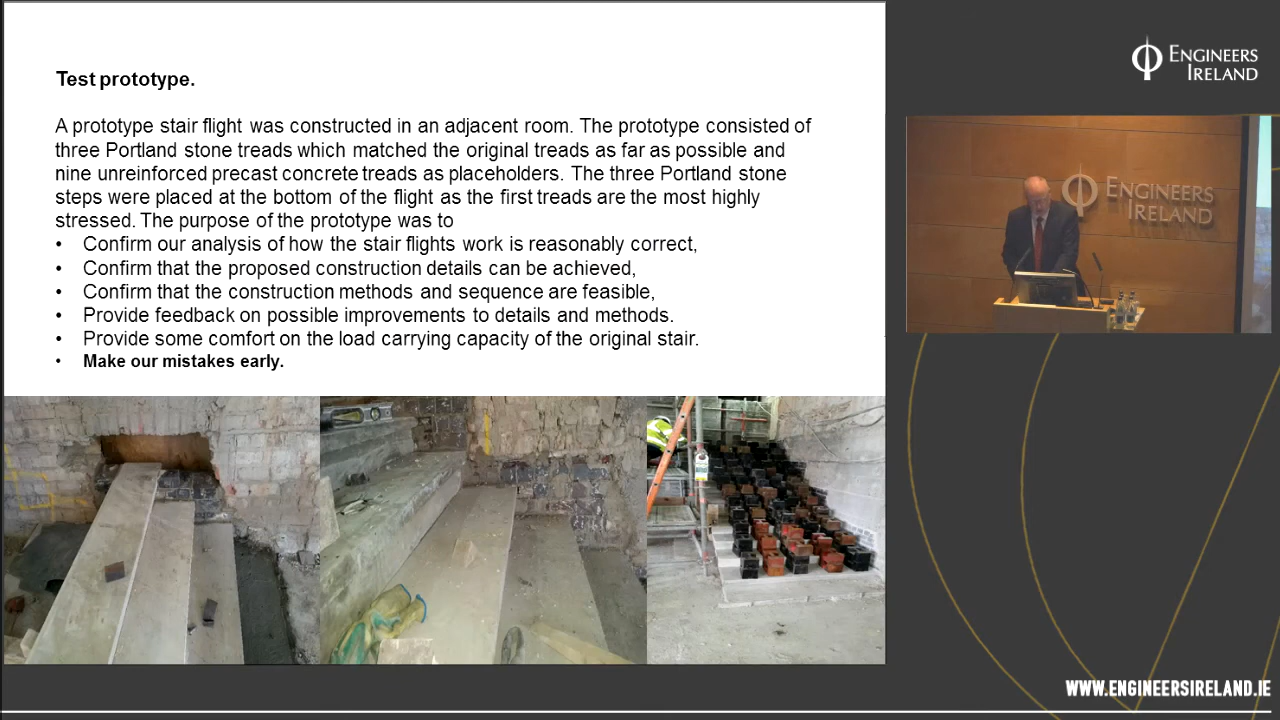 Test prototype.
A prototype stair flight was constructed in an adjacent room. The prototype consisted of
three Portland stone treads which matched the original treads as far as possible and
nine unreinforced precast concrete treads as placeholders. The three Portland stone
steps were placed at the bottom of the flight as the first treads are the most highly
stressed. The purpose of the prototype was to
• Confirm our analysis of how the stair flights work is reasonably correct,
• Confirm that the proposed construction details can be achieved,
• Confirm that the construction methods and sequence are feasible,
• Provide feedback on possible improvements to details and methods.
• Provide some comfort on the load carrying capacity of the original stair.
• Make our mistakes early.
ENGINEERS
IRELAND
ENGINEERS
IRELAND
WWW.ENGINEERSIRELAND.IE